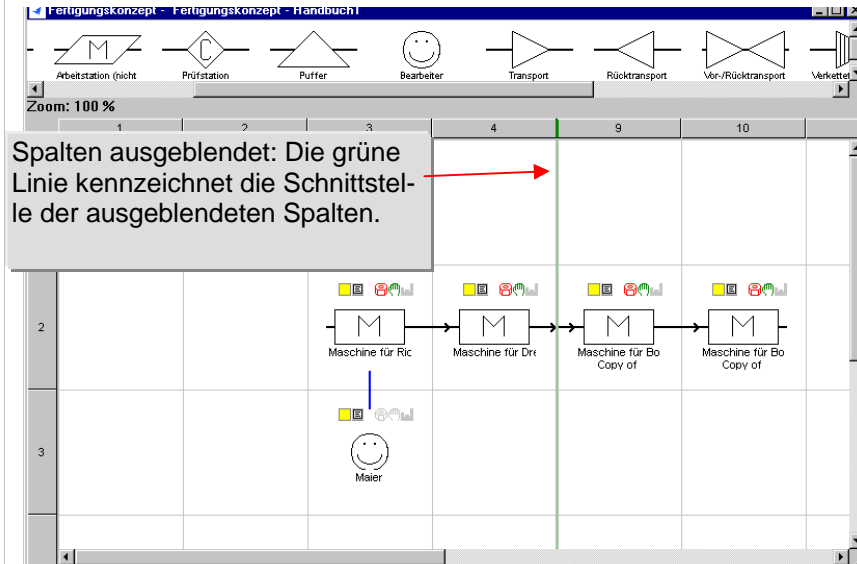 Fertigungskonzept - Fertigungskonzept - Handbuch1
M C
Arbeitstation (nicht Prüfstation Puffer Bearbeiter Transport Rücktransport Vor-/Rücktransport Verkettet
Zoom: 100 %
1 2 3 4 9 10
Spalten ausgeblendet: Die grüne
Linie kennzeichnet die Schnittstel-
le der ausgeblendeten Spalten.
2
M M M M
Maschine für Ric Maschine für Dre Maschine für Bo Maschine für Bo
Copy of Copy of
3
Maier